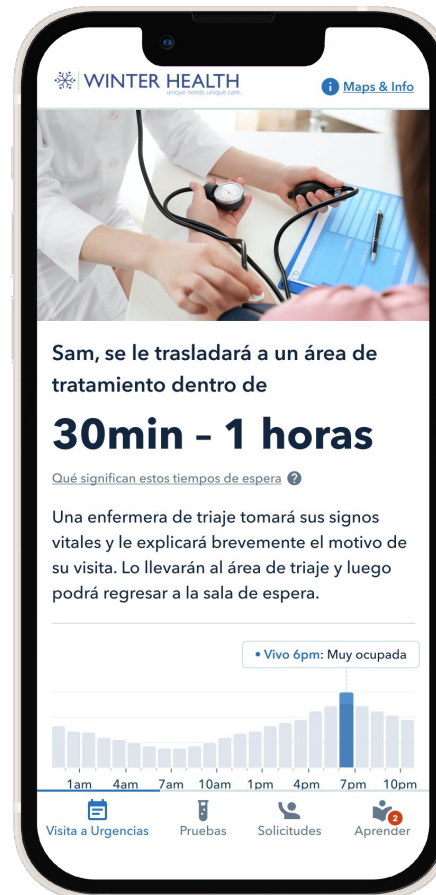 WINTER HEALTH
unique needs. unique care.
i Maps & Info
Sam, se le trasladará a un área de
tratamiento dentro de
30min – 1 horas
Qué significan estos tiempos de espera ?
Una enfermera de triaje tomará sus signos
vitales y le explicará brevemente el motivo de
su visita. Lo llevarán al área de triaje y luego
podrá regresar a la sala de espera.
• Vivo 6pm: Muy ocupada
1am 4am 7am 10am 1pm 4pm 7pm 10pm
2
Visita a Urgencias Pruebas Solicitudes Aprender